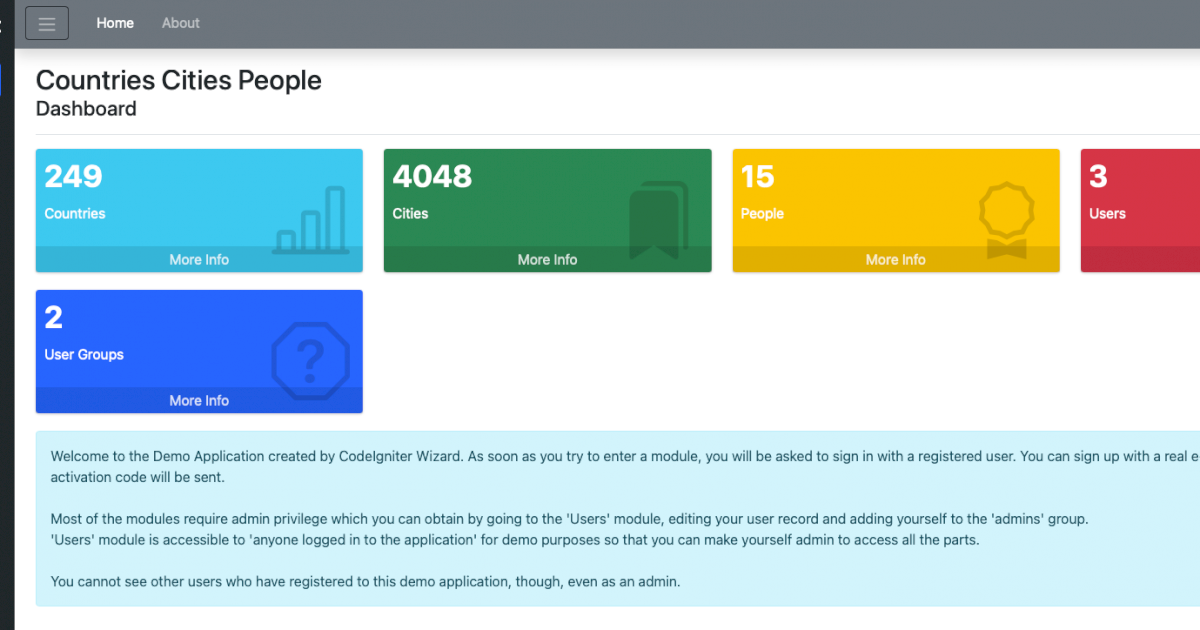 Home About
Countries Cities People
Dashboard
249
Countries
More Info
4048
Cities
More Info
15
People
More Info
3
Users
2
User Groups
More Info
Welcome to the Demo Application created by CodeIgniter Wizard. As soon as you try to enter a module, you will be asked to sign in with a registered user. You can sign up with a real
activation code will be sent.
Most of the modules require admin privilege which you can obtain by going to the 'Users' module, editing your user record and adding yourself to the 'admins' group.
'Users' module is accessible to 'anyone logged in to the application' for demo purposes so that you can make yourself admin to access all the parts.
You cannot see other users who have registered to this demo application, though, even as an admin.